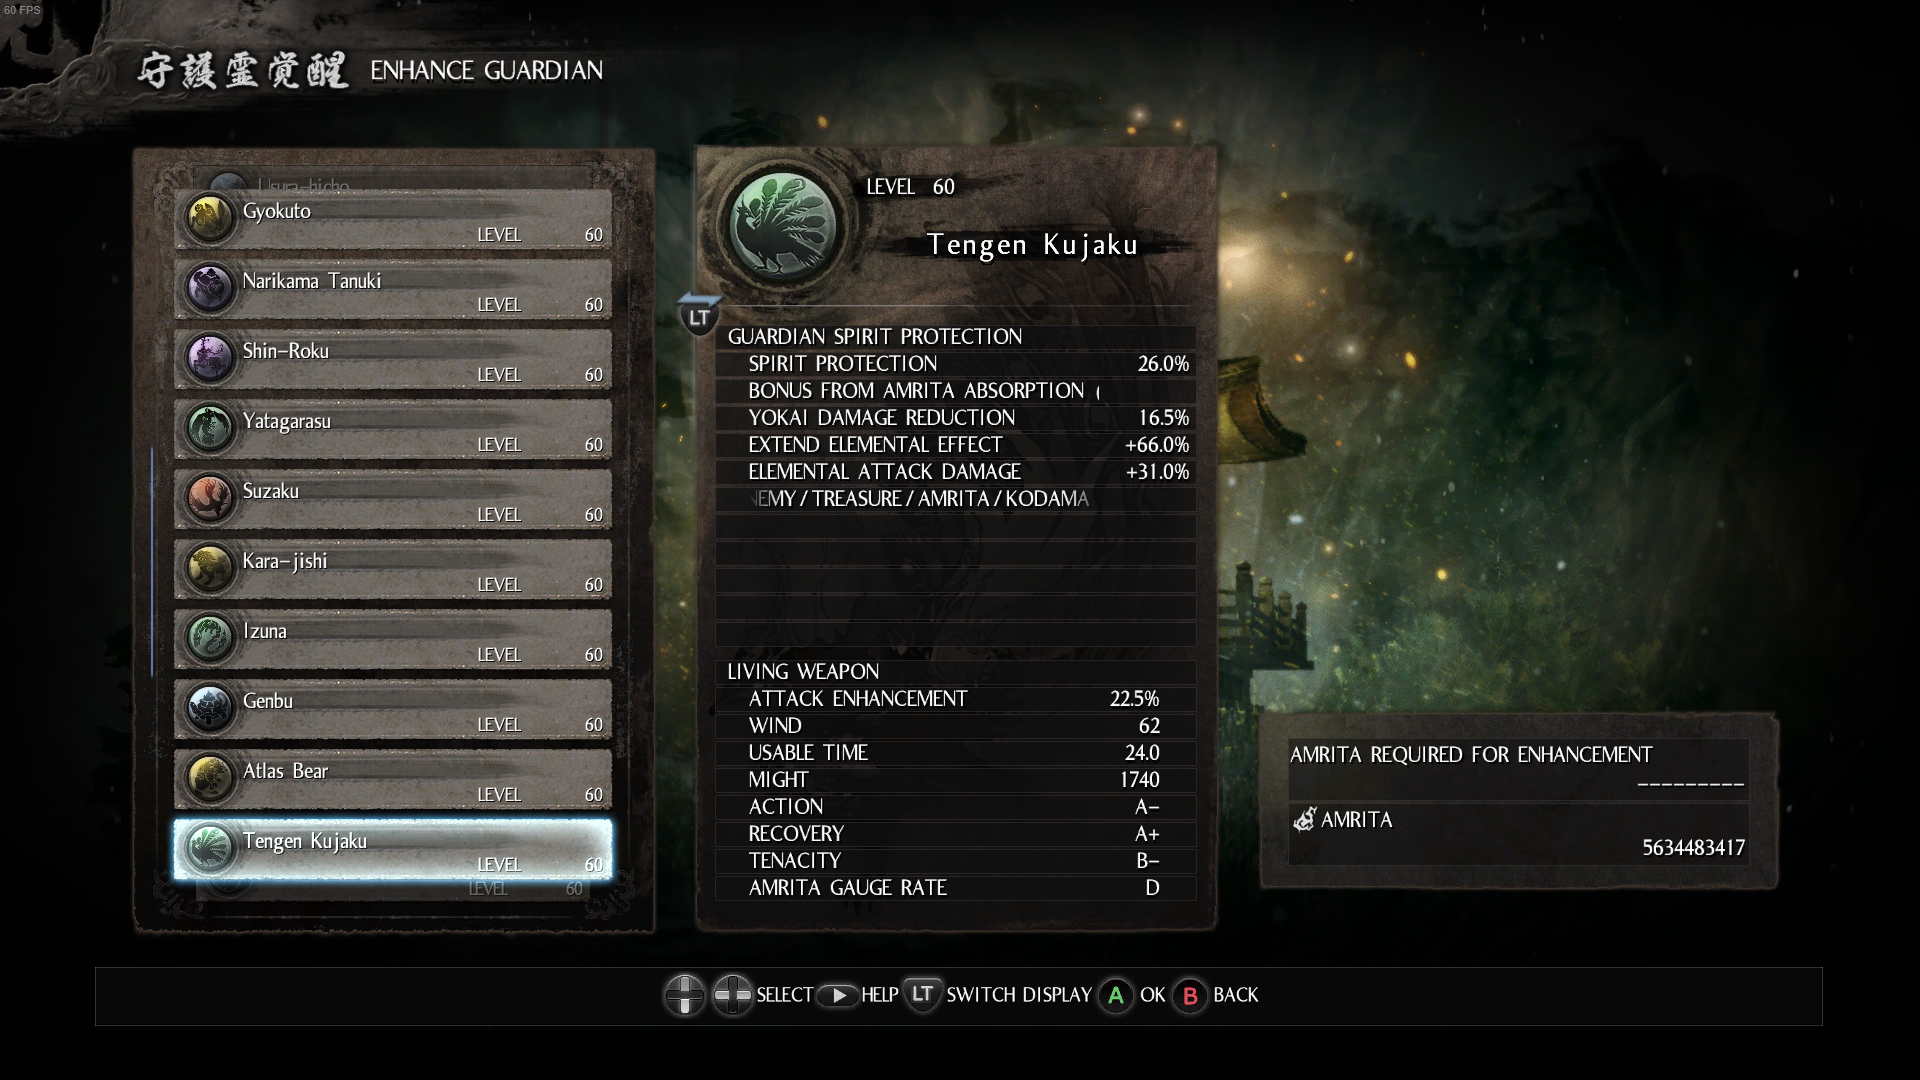 60 FPS
守護霊覚醒 ENHANCE GUARDIAN
Usura-hicho
Gyokuto
LEVEL 60
Narikama Tanuki
LEVEL 60
Shin-Roku
LEVEL 60
Yatagarasu
LEVEL 60
Suzaku
LEVEL 60
Kara-jishi
LEVEL 60
Izuna
LEVEL 60
Genbu
LEVEL 60
Atlas Bear
LEVEL 60
Tengen Kujaku
LEVEL 60
LEVEL 60
LEVEL 60
Tengen Kujaku
LT
GUARDIAN SPIRIT PROTECTION
SPIRIT PROTECTION 26.0%
BONUS FROM AMRITA ABSORPTION (
YOKAI DAMAGE REDUCTION 16.5%
EXTEND ELEMENTAL EFFECT +66.0%
ELEMENTAL ATTACK DAMAGE +31.0%
NEMY/TREASURE/AMRITA/KODAMA
LIVING WEAPON
ATTACK ENHANCEMENT 22.5%
WIND 62
USABLE TIME 24.0
MIGHT 1740
ACTION A-
RECOVERY A+
TENACITY B-
AMRITA GAUGE RATE D
AMRITA REQUIRED FOR ENHANCEMENT
---------
AMRITA
5634483417
SELECT HELP LT SWITCH DISPLAY A OK B BACK